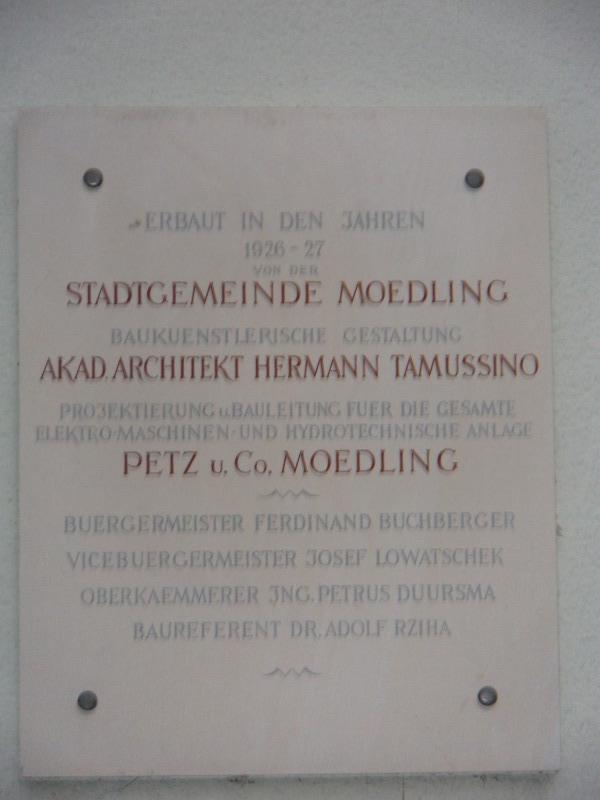 ERBAUT IN DEN JAHREN
1926-27
VON DER
STADTGEMEINDE MOEDLING
BAUKUENSTLERISCHE GESTALTUNG
AKAD. ARCHITEKT HERMANN TAMUSSINO
PROJEKTIERUNG u. BAULEITUNG FUER DIE GESAMTE
ELEKTRO-MASCHINEN-UND HYDROTECHNISCHE ANLAGE
PETZ u. Co. MOEDLING
BUERGERMEISTER FERDINAND BUCHBERGER
VICEBUERGERMEISTER JOSEF LOWATSCHEK
OBERKAEMMERER JNG. PETRUS DUURSMA
BAUREFERENT DR. ADOLF RZIHA